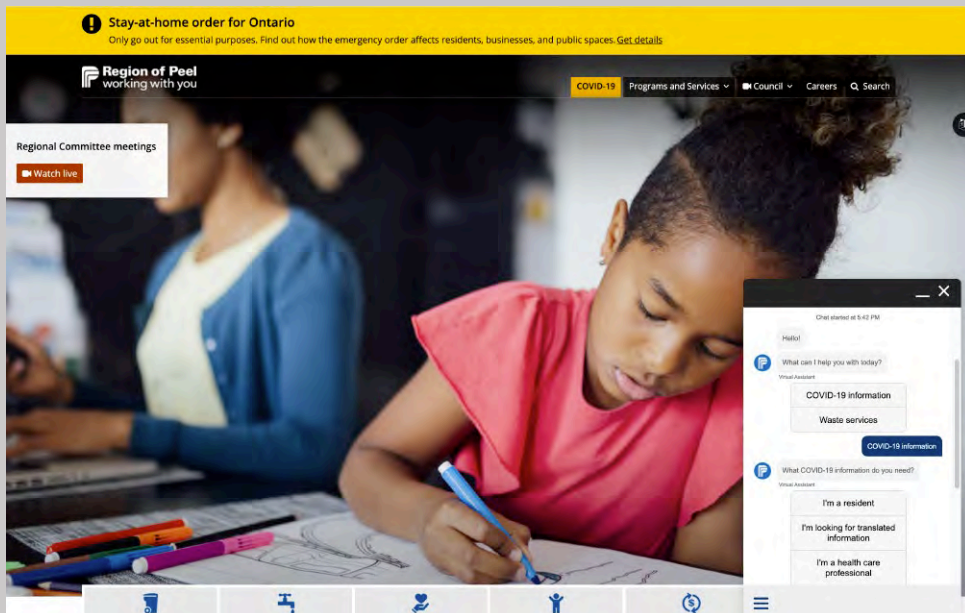 Stay-at-home order for Ontario
Only go out for essential purposes. Find out how the emergency order affects residents, businesses, and public spaces. Get details
Region of Peel
working with you
COVID-19 Programs and Services Council Careers Search
Regional Committee meetings
Watch live
Chat started at 5:42 PM
Hello!
What can I help you with today?
Virtual Assistant
COVID-19 information
Waste services
COVID-19 information
What COVID-19 information do you need?
Virtual Assistant
I'm a resident
I'm looking for translated
information
I'm a health care
professional